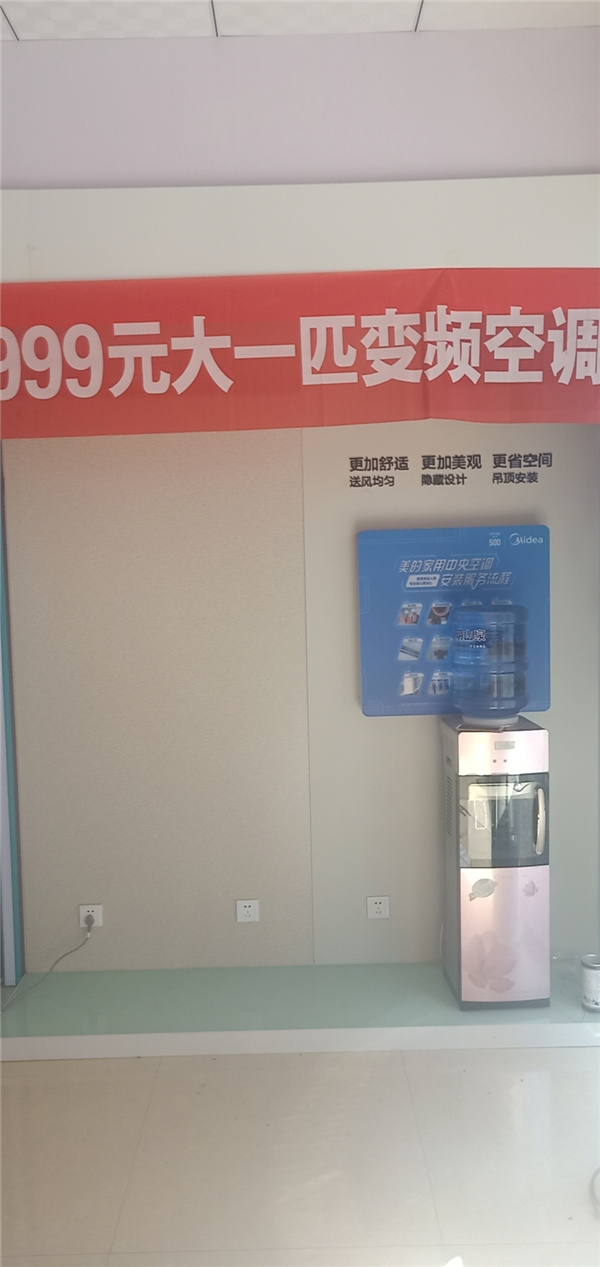 999元大一匹变频空调
更加舒适 更加美观 更省空间
送风均匀 隐藏设计 吊顶安装
500 Midea
美的家用中央空调
安装服务流程